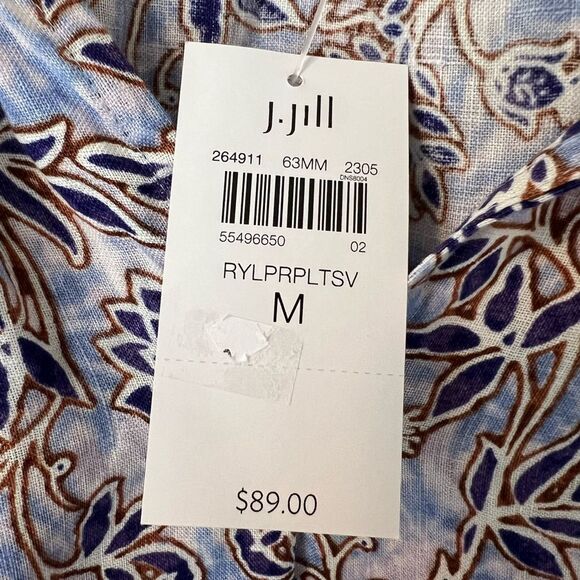 J.Jill
264911 63MM 2305
DNS8004
55496650 02
RYLPRPLTSV
M
$89.00